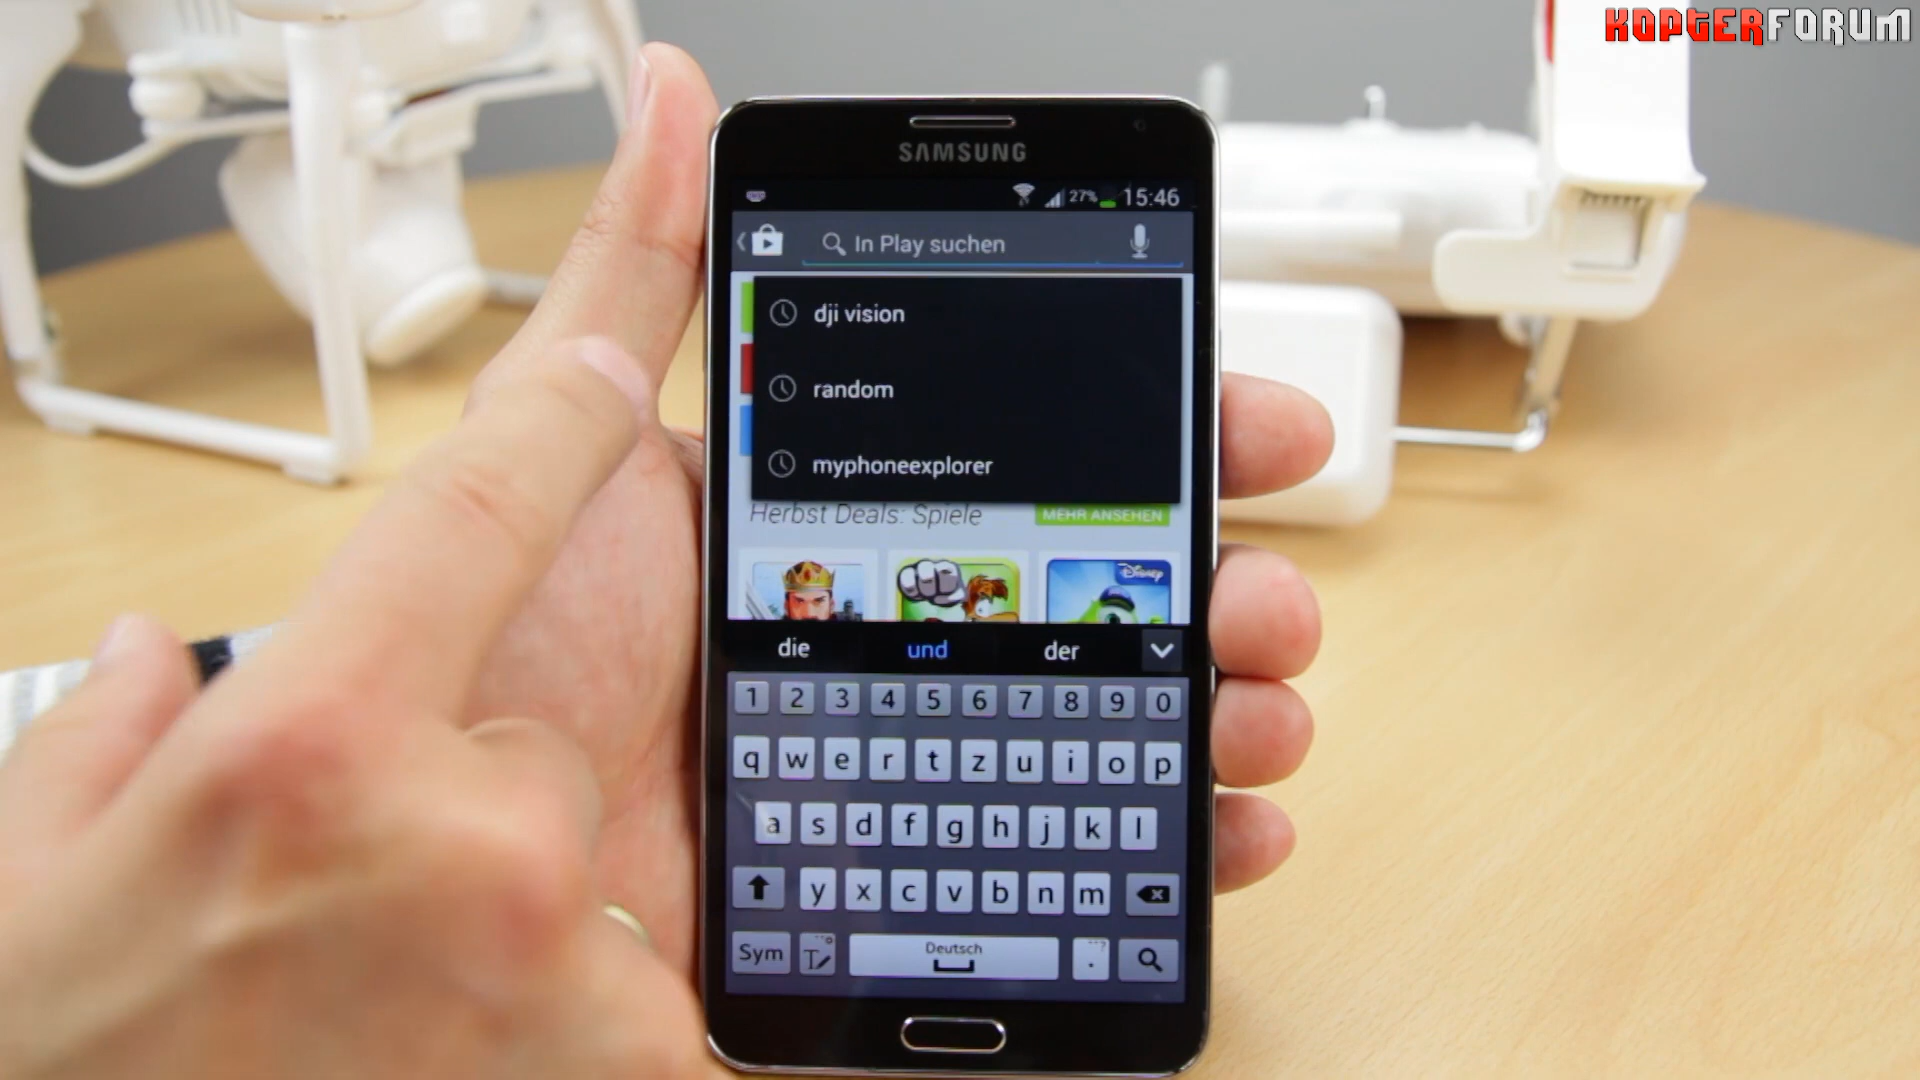 KOPTERFORUM
SAMSUNG
27% 15:46
In Play suchen
dji vision
random
myphoneexplorer
Herbst Deals: Spiele MEHR ANSEHEN
Disney
die und der
1 2 3 4 5 6 7 8 9 0
q w e r t z u i o p
a s d f g h j k l
y x c v b n m
Sym T Deutsch .